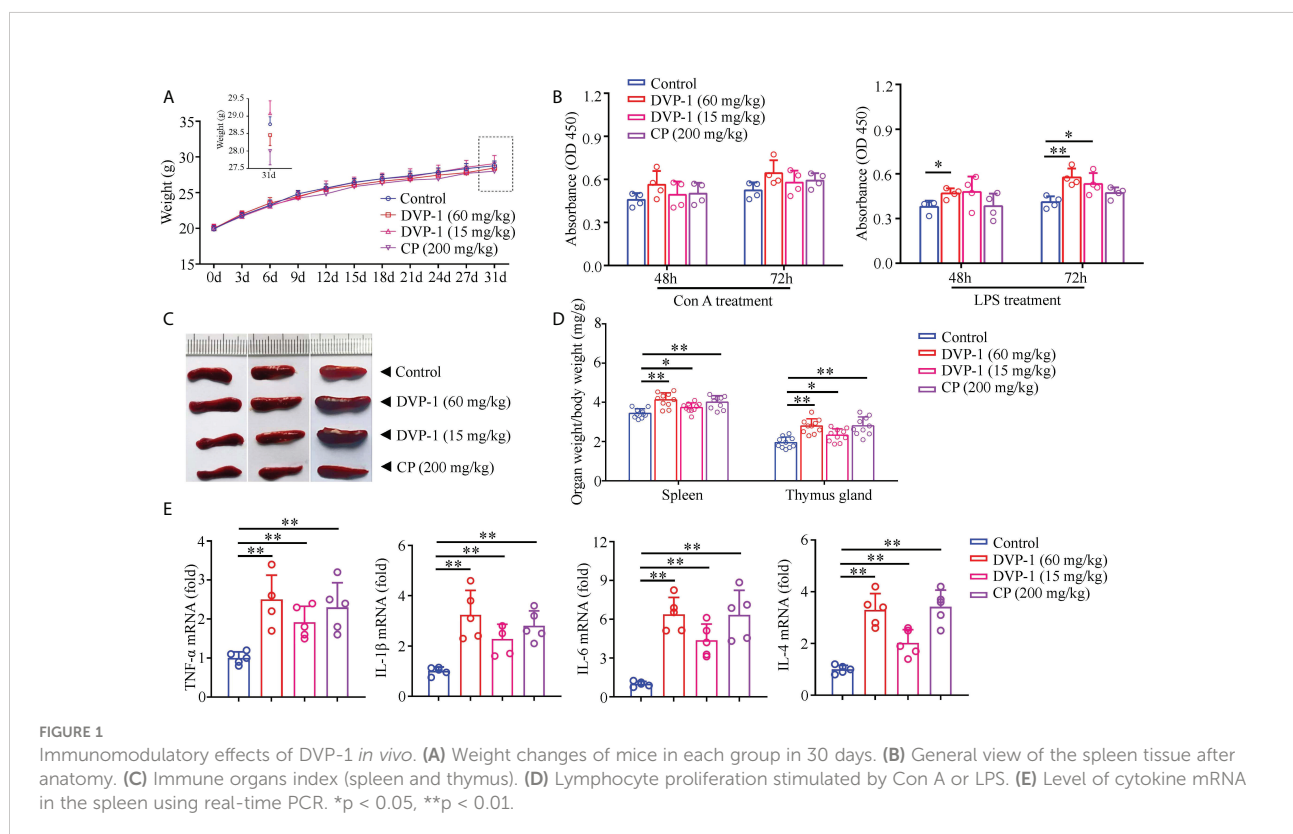 A
Weight (g)
35
30
25
20
15
Weight (g)
29.5
29.0
28.5
28.0
27.5
31d
Control
DVP-1 (60 mg/kg)
DVP-1 (15 mg/kg)
CP (200 mg/kg)
0d 3d 6d 9d 12d 15d 18d 21d 24d 27d 31d
B
Absorbance (OD 450)
1.2
0.9
0.6
0.3
0.0
Control
DVP-1 (60 mg/kg)
DVP-1 (15 mg/kg)
CP (200 mg/kg)
48h 72h
Con A treatment
Absorbance (OD 450)
1.2
0.9
0.6
0.3
0.0
*
**
*
48h 72h
LPS treatment
C
Control
DVP-1 (60 mg/kg)
DVP-1 (15 mg/kg)
CP (200 mg/kg)
D
Organ weight/body weight (mg/g)
8
6
4
2
0
**
*
**
**
*
**
Spleen Thymus gland
Control
DVP-1 (60 mg/kg)
DVP-1 (15 mg/kg)
CP (200 mg/kg)
E
TNF-α mRNA (fold)
4
3
2
1
0
**
**
**
IL-1β mRNA (fold)
6
4
2
0
**
**
**
IL-6 mRNA (fold)
12
9
6
3
0
**
**
**
IL-4 mRNA (fold)
6
4
2
0
**
**
**
Control
DVP-1 (60 mg/kg)
DVP-1 (15 mg/kg)
CP (200 mg/kg)
FIGURE 1
Immunomodulatory effects of DVP-1 in vivo. (A) Weight changes of mice in each group in 30 days. (B) General view of the spleen tissue after
anatomy. (C) Immune organs index (spleen and thymus). (D) Lymphocyte proliferation stimulated by Con A or LPS. (E) Level of cytokine mRNA
in the spleen using real-time PCR. *p < 0.05, **p < 0.01.